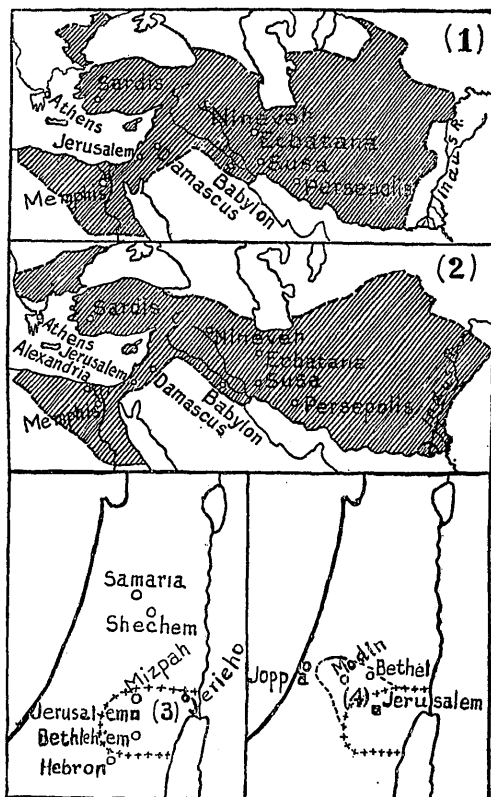 (1)
Sardis
Athens
Nineveh
Ecbatana
Jerusalem
Susa
Damascus
Babylon
Persepolis
Memphis
(2)
Sardis
Athens
Nineveh
Jerusalem
Ecbatana
Alexandria
Susa
Damascus
Babylon
Persepolis
Memphis
Samaria
Shechem
Mizpah
Jericho
Jerusalem
(3)
Bethlehem
Hebron
Joppa
Modin
Bethel
(4)
Jerusalem